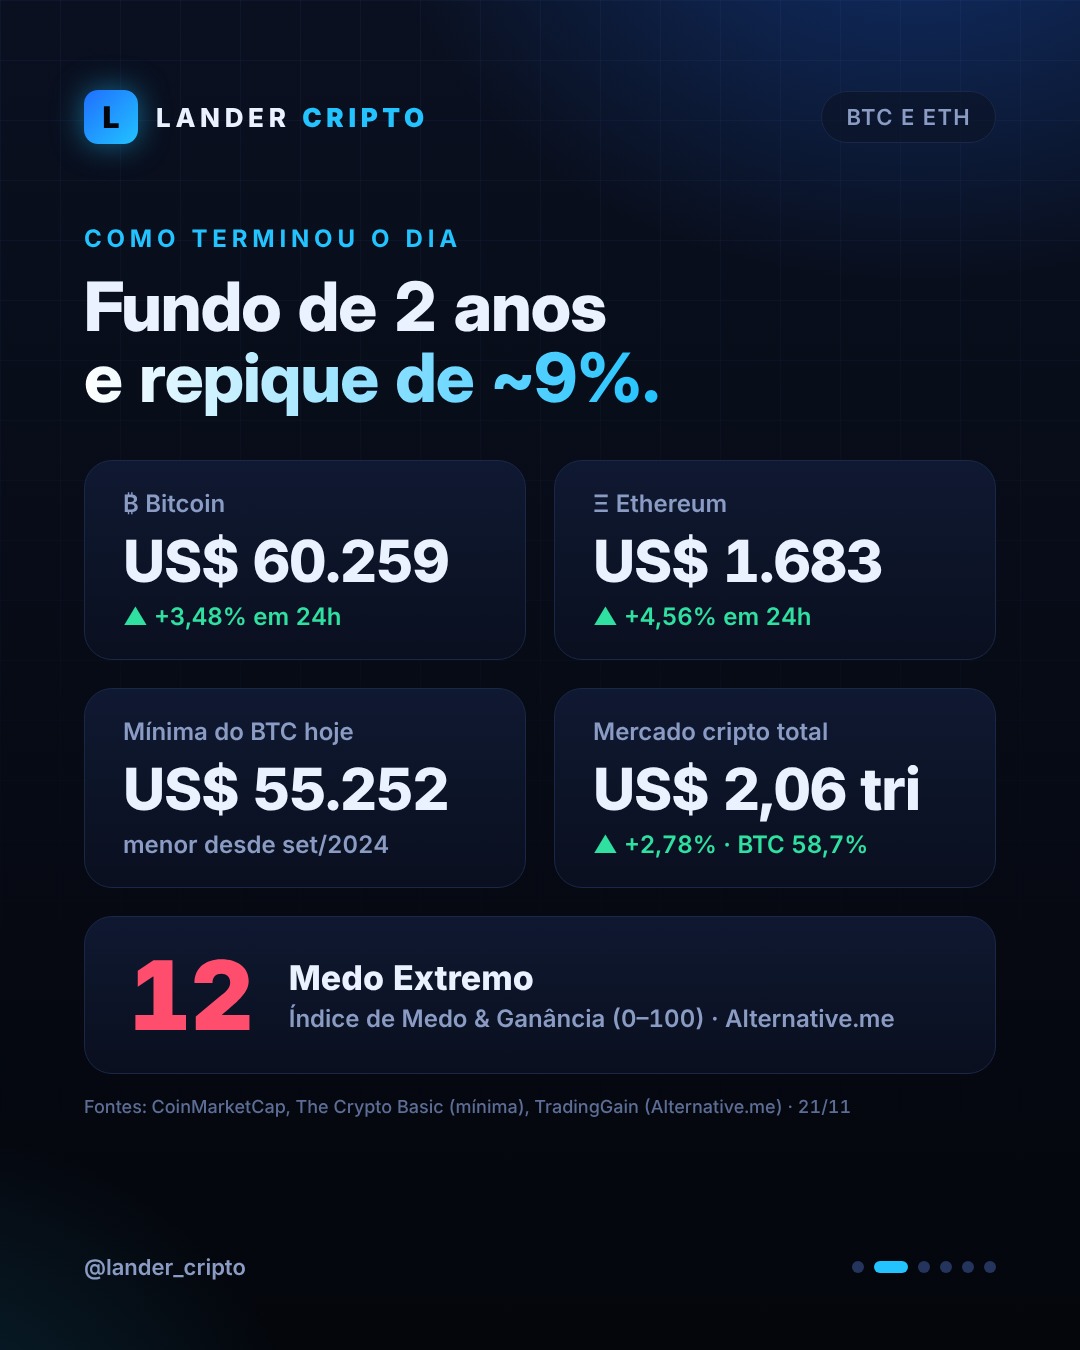 L LANDER CRIPTO
BTC E ETH
COMO TERMINOU O DIA
Fundo de 2 anos
e repique de ~9%.
₿ Bitcoin
US$ 60.259
▲ +3,48% em 24h
Ξ Ethereum
US$ 1.683
▲ +4,56% em 24h
Mínima do BTC hoje
US$ 55.252
menor desde set/2024
Mercado cripto total
US$ 2,06 tri
▲ +2,78% · BTC 58,7%
12
Medo Extremo
Índice de Medo & Ganância (0–100) · Alternative.me
Fontes: CoinMarketCap, The Crypto Basic (mínima), TradingGain (Alternative.me) · 21/11
@lander_cripto